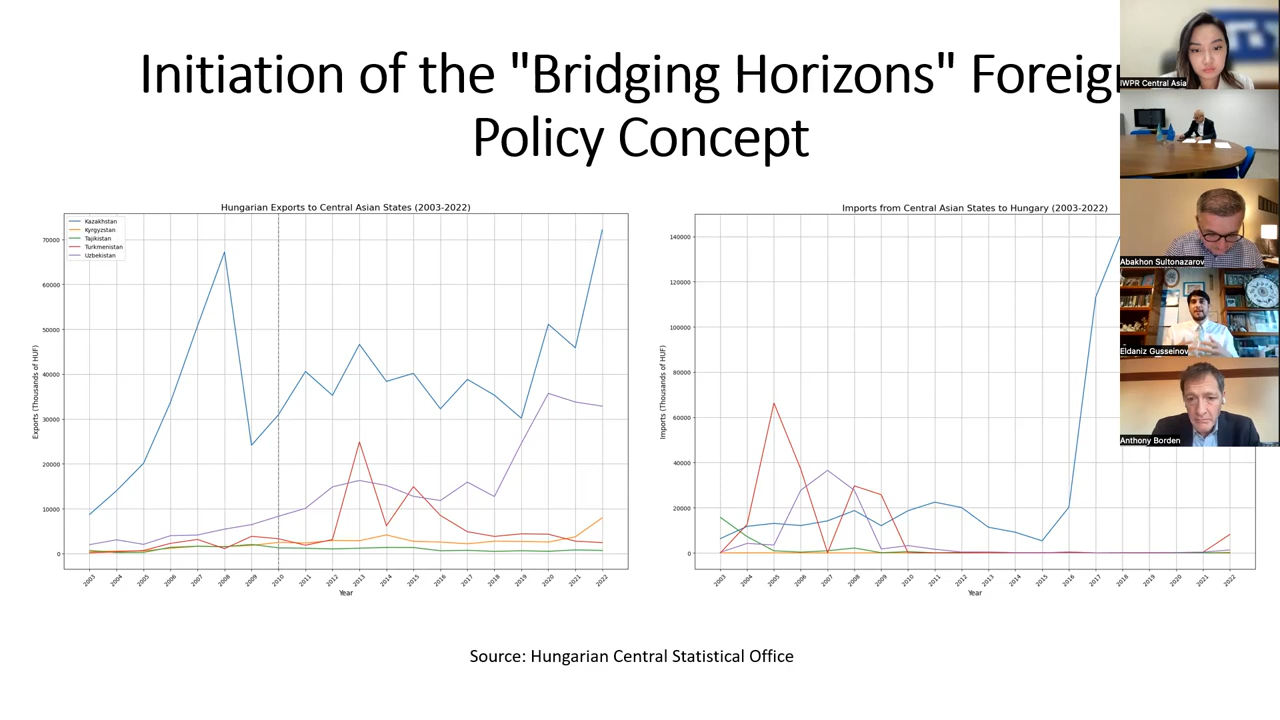 Initiation of the "Bridging Horizons" Foreign
Policy Concept
IWPR Central Asia
Abakhon Sultonazarov
Eldaniz Gusseinov
Anthony Borden
Hungarian Exports to Central Asian States (2003-2022)
Kazakhstan
Kyrgyzstan
Tajikistan
Turkmenistan
Uzbekistan
Exports (Thousands of HUF)
70000
60000
50000
40000
30000
20000
10000
0
2003 2004 2005 2006 2007 2008 2009 2010 2011 2012 2013 2014 2015 2016 2017 2018 2019 2020 2021 2022
Year
Imports from Central Asian States to Hungary (2003-2022)
Imports (Thousands of HUF)
140000
120000
100000
80000
60000
40000
20000
0
2003 2004 2005 2006 2007 2008 2009 2010 2011 2012 2013 2014 2015 2016 2017 2018 2019 2020 2021 2022
Year
Source: Hungarian Central Statistical Office